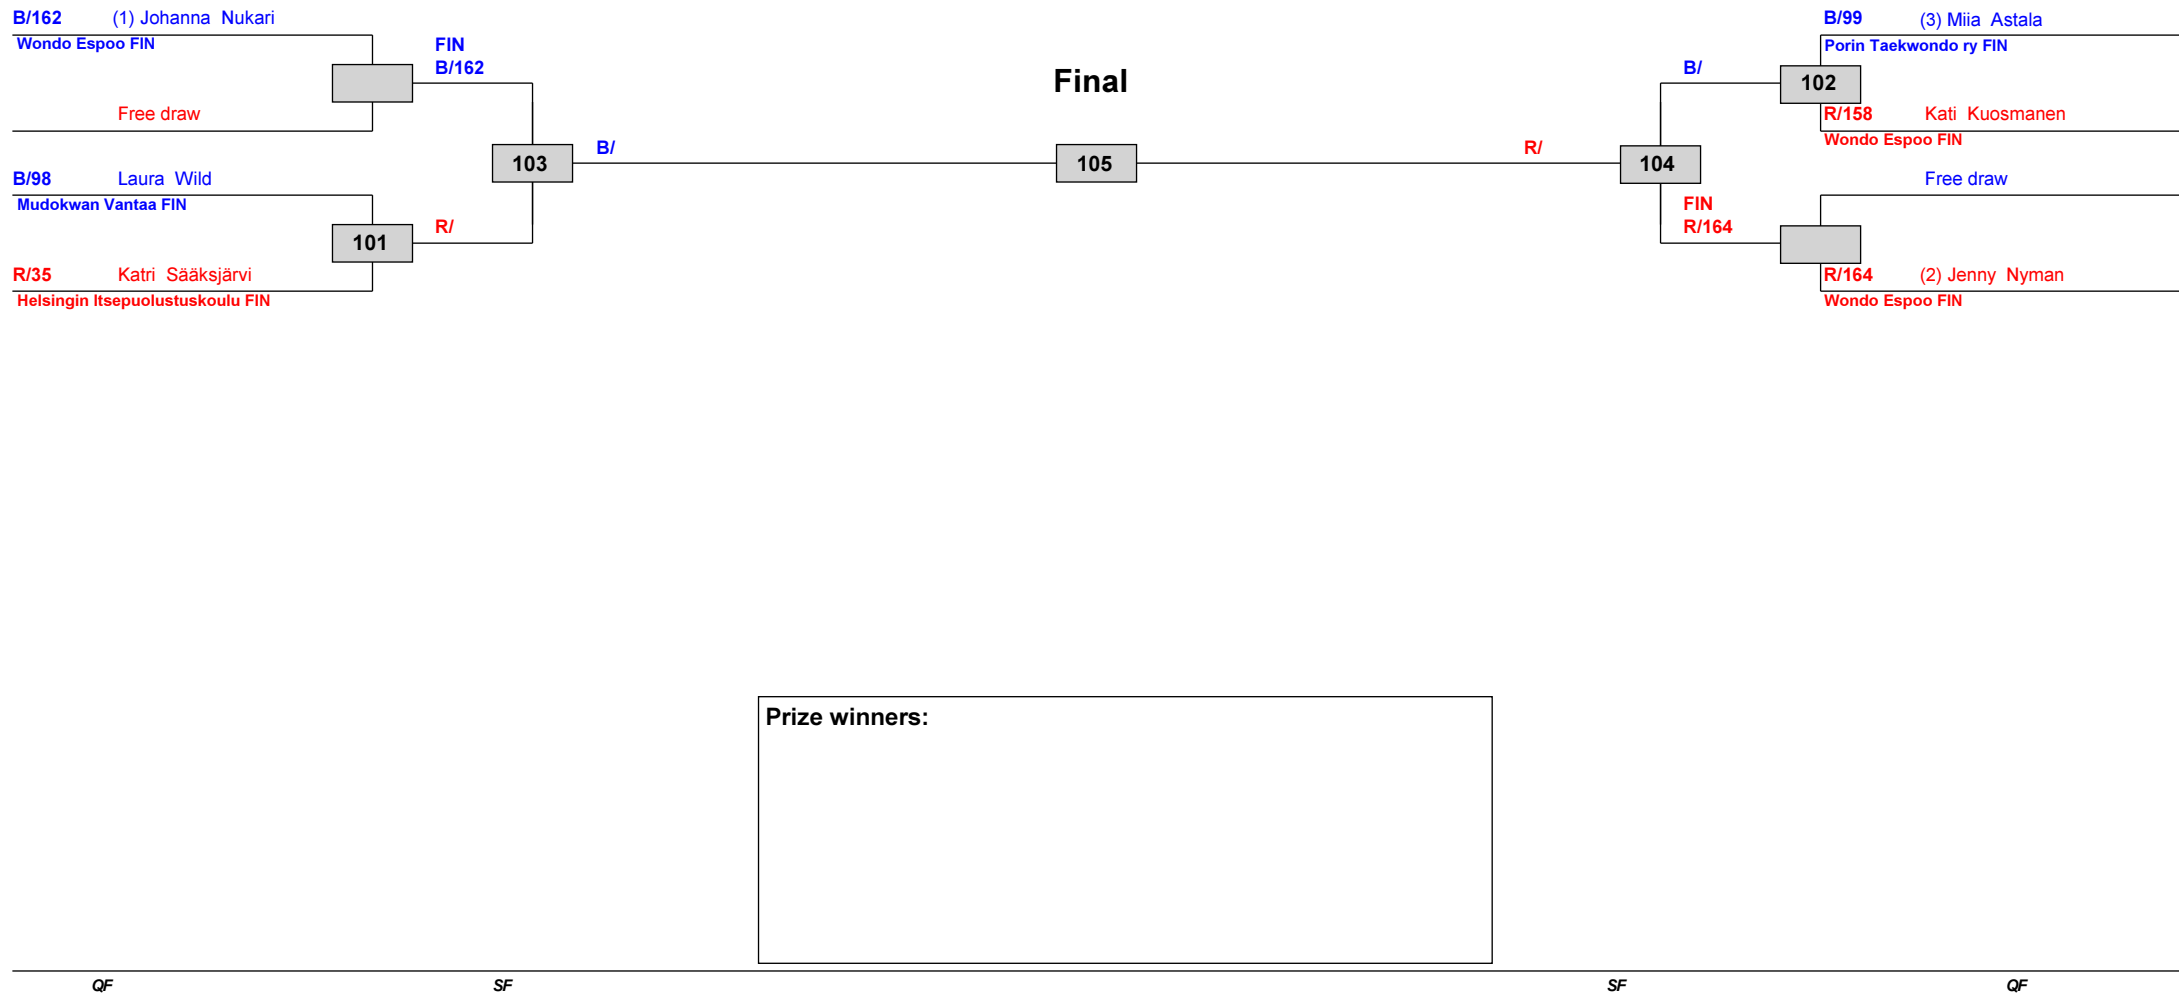 B/162 (1) Johanna Nukari
Wondo Espoo FIN
Free draw
FIN
B/162
B/98 Laura Wild
Mudokwan Vantaa FIN
R/35 Katri Sääksjärvi
Helsingin Itsepuolustuskoulu FIN
101
R/
103
B/
Final
105
R/
104
B/
FIN
R/164
B/99 (3) Miia Astala
Porin Taekwondo ry FIN
102
R/158 Kati Kuosmanen
Wondo Espoo FIN
Free draw
R/164 (2) Jenny Nyman
Wondo Espoo FIN
Prize winners:
QF SF SF QF